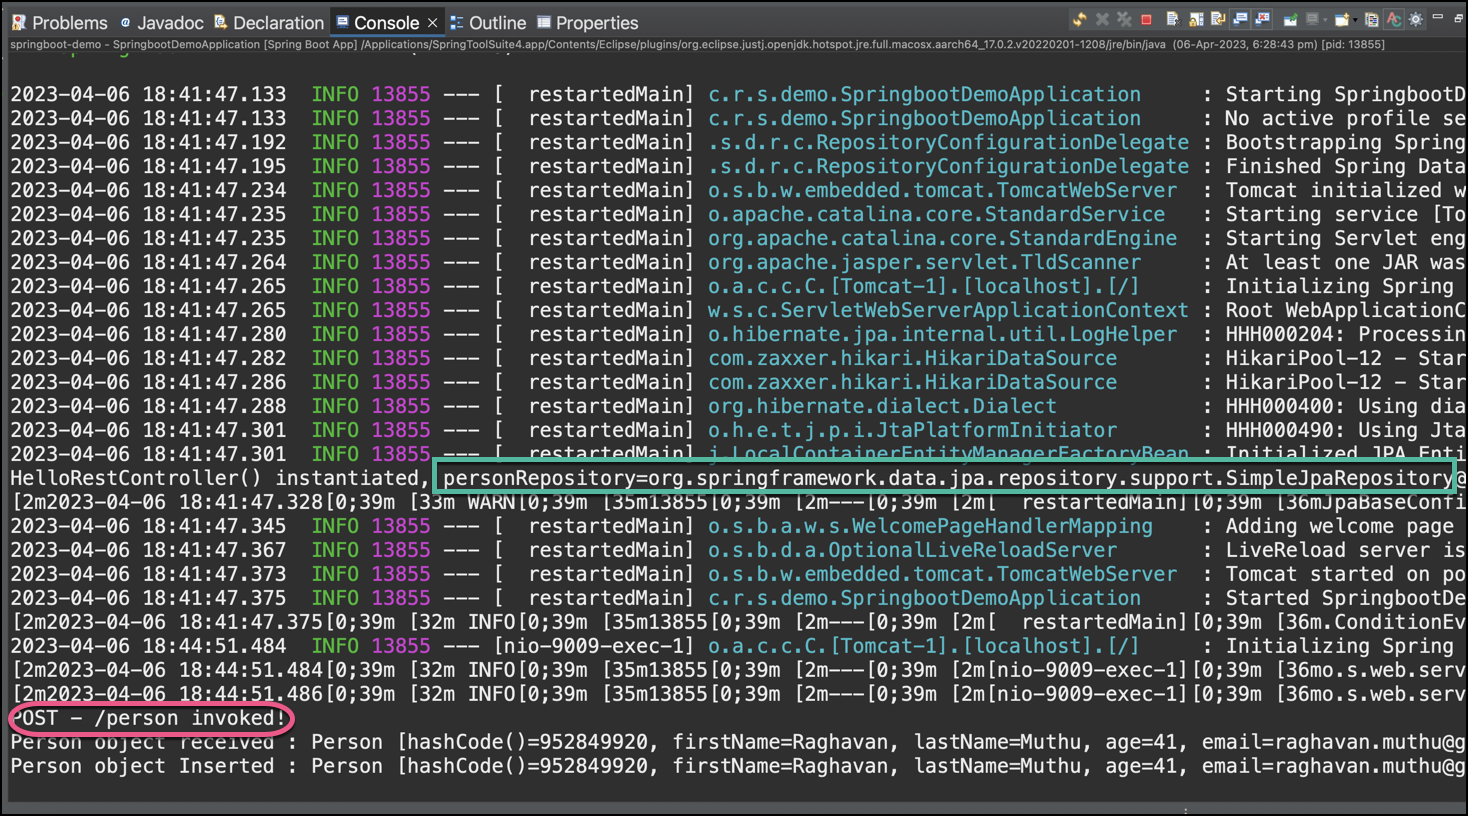 Problems @ Javadoc Declaration Console × Outline Properties
springboot-demo - SpringbootDemoApplication [Spring Boot App] /Applications/SpringToolSuite4.app/Contents/Eclipse/plugins/org.eclipse.justj.openjdk.hotspot.jre.full.macosx.aarch64_17.0.2.v20220201-1208/jre/bin/java (06-Apr-2023, 6:28:43 pm) [pid: 13855]
2023-04-06 18:41:47.133 INFO 13855 --- [ restartedMain] c.r.s.demo.SpringbootDemoApplication : Starting SpringbootD
2023-04-06 18:41:47.133 INFO 13855 --- [ restartedMain] c.r.s.demo.SpringbootDemoApplication : No active profile se
2023-04-06 18:41:47.192 INFO 13855 --- [ restartedMain] .s.d.r.c.RepositoryConfigurationDelegate : Bootstrapping Spring
2023-04-06 18:41:47.195 INFO 13855 --- [ restartedMain] .s.d.r.c.RepositoryConfigurationDelegate : Finished Spring Data
2023-04-06 18:41:47.234 INFO 13855 --- [ restartedMain] o.s.b.w.embedded.tomcat.TomcatWebServer : Tomcat initialized w
2023-04-06 18:41:47.235 INFO 13855 --- [ restartedMain] o.apache.catalina.core.StandardService : Starting service [To
2023-04-06 18:41:47.235 INFO 13855 --- [ restartedMain] org.apache.catalina.core.StandardEngine : Starting Servlet eng
2023-04-06 18:41:47.264 INFO 13855 --- [ restartedMain] org.apache.jasper.servlet.TldScanner : At least one JAR was
2023-04-06 18:41:47.265 INFO 13855 --- [ restartedMain] o.a.c.c.C.[Tomcat-1].[localhost].[/] : Initializing Spring
2023-04-06 18:41:47.265 INFO 13855 --- [ restartedMain] w.s.c.ServletWebServerApplicationContext : Root WebApplicationC
2023-04-06 18:41:47.280 INFO 13855 --- [ restartedMain] o.hibernate.jpa.internal.util.LogHelper : HHH000204: Processin
2023-04-06 18:41:47.282 INFO 13855 --- [ restartedMain] com.zaxxer.hikari.HikariDataSource : HikariPool-12 - Star
2023-04-06 18:41:47.286 INFO 13855 --- [ restartedMain] com.zaxxer.hikari.HikariDataSource : HikariPool-12 - Star
2023-04-06 18:41:47.288 INFO 13855 --- [ restartedMain] org.hibernate.dialect.Dialect : HHH000400: Using dia
2023-04-06 18:41:47.301 INFO 13855 --- [ restartedMain] o.h.e.t.j.p.i.JtaPlatformInitiator : HHH000490: Using Jta
2023-04-06 18:41:47.301 INFO 13855 --- [ restartedMain] j.LocalContainerEntityManagerFactoryBean : Initialized JPA Enti
HelloRestController() instantiated, personRepository=org.springframework.data.jpa.repository.support.SimpleJpaRepository@
[2m2023-04-06 18:41:47.328[0;39m [33m WARN[0;39m [35m13855[0;39m [2m---[0;39m [2m[ restartedMain][0;39m [36mJpaBaseConfi
2023-04-06 18:41:47.345 INFO 13855 --- [ restartedMain] o.s.b.a.w.s.WelcomePageHandlerMapping : Adding welcome page
2023-04-06 18:41:47.367 INFO 13855 --- [ restartedMain] o.s.b.d.a.OptionalLiveReloadServer : LiveReload server is
2023-04-06 18:41:47.373 INFO 13855 --- [ restartedMain] o.s.b.w.embedded.tomcat.TomcatWebServer : Tomcat started on po
2023-04-06 18:41:47.375 INFO 13855 --- [ restartedMain] c.r.s.demo.SpringbootDemoApplication : Started SpringbootDe
[2m2023-04-06 18:41:47.375[0;39m [32m INFO[0;39m [35m13855[0;39m [2m---[0;39m [2m[ restartedMain][0;39m [36m.ConditionEv
2023-04-06 18:44:51.484 INFO 13855 --- [nio-9009-exec-1] o.a.c.c.C.[Tomcat-1].[localhost].[/] : Initializing Spring
[2m2023-04-06 18:44:51.484[0;39m [32m INFO[0;39m [35m13855[0;39m [2m---[0;39m [2m[nio-9009-exec-1][0;39m [36mo.s.web.serv
[2m2023-04-06 18:44:51.486[0;39m [32m INFO[0;39m [35m13855[0;39m [2m---[0;39m [2m[nio-9009-exec-1][0;39m [36mo.s.web.serv
POST - /person invoked!
Person object received : Person [hashCode()=952849920, firstName=Raghavan, lastName=Muthu, age=41, email=raghavan.muthu@g
Person object Inserted : Person [hashCode()=952849920, firstName=Raghavan, lastName=Muthu, age=41, email=raghavan.muthu@g